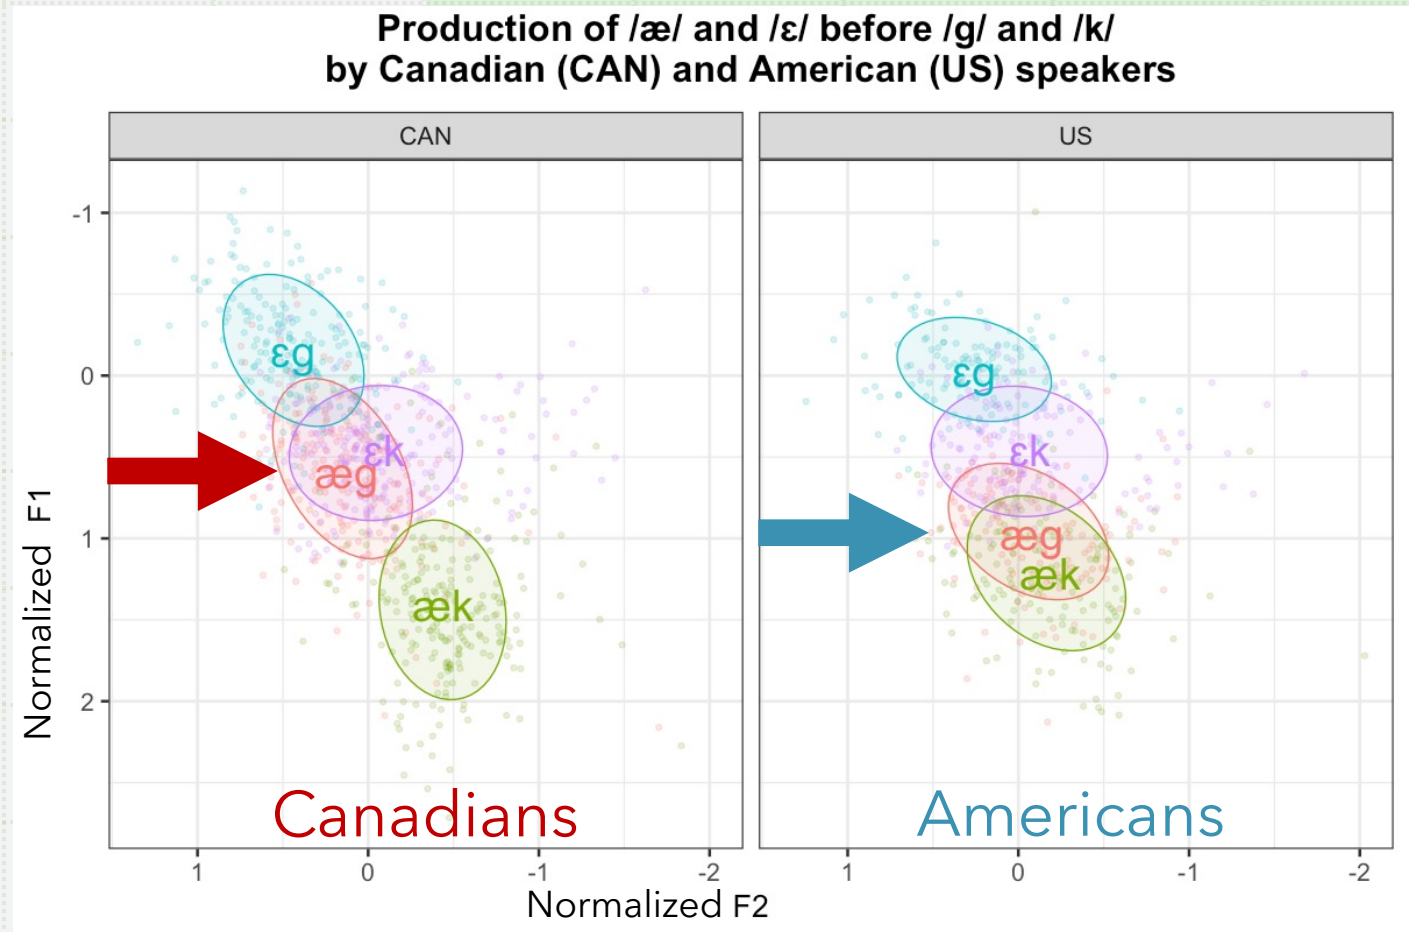 Production of /æ/ and /ɛ/ before /g/ and /k/
by Canadian (CAN) and American (US) speakers
CAN
US
Normalized F1
-1
0
1
2
ɛg
ɛk
æg
æk
Canadians
ɛg
ɛk
æg
æk
Americans
1
0
-1
-2
1
0
-1
-2
Normalized F2